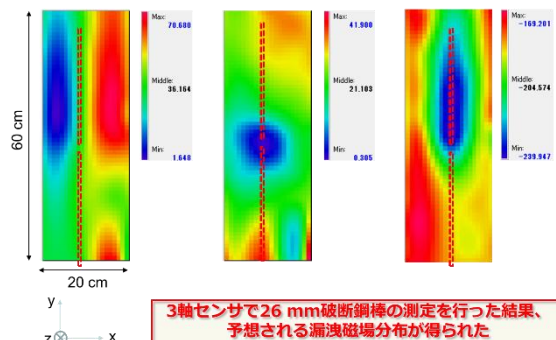 Max:
70.680
Middle:
36.164
Min:
1.648
Max:
41.900
Middle:
21.103
Min:
0.305
Max:
-169.201
Middle:
-204.574
Min:
-239.947
60 cm
20 cm
y
z
x
3軸センサで26 mm破断鋼棒の測定を行った結果、
予想される漏洩磁場分布が得られた